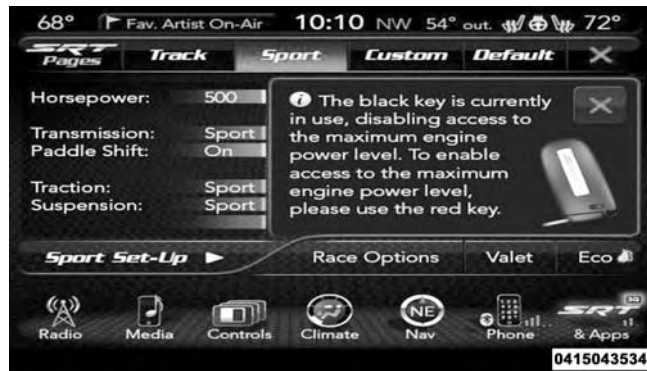 68° Fav. Artist On-Air 10:10 NW 54° out. 72°
SRT Pages Track Sport Custom Default
Horsepower: 500
Transmission: Sport
Paddle Shift: On
Traction: Sport
Suspension: Sport
i The black key is currently
in use, disabling access to
the maximum engine
power level. To enable
access to the maximum
engine power level,
please use the red key.
Sport Set-Up Race Options Valet Eco
NE 3G SRT
Radio Media Controls Climate Nav Phone & Apps
0415043534